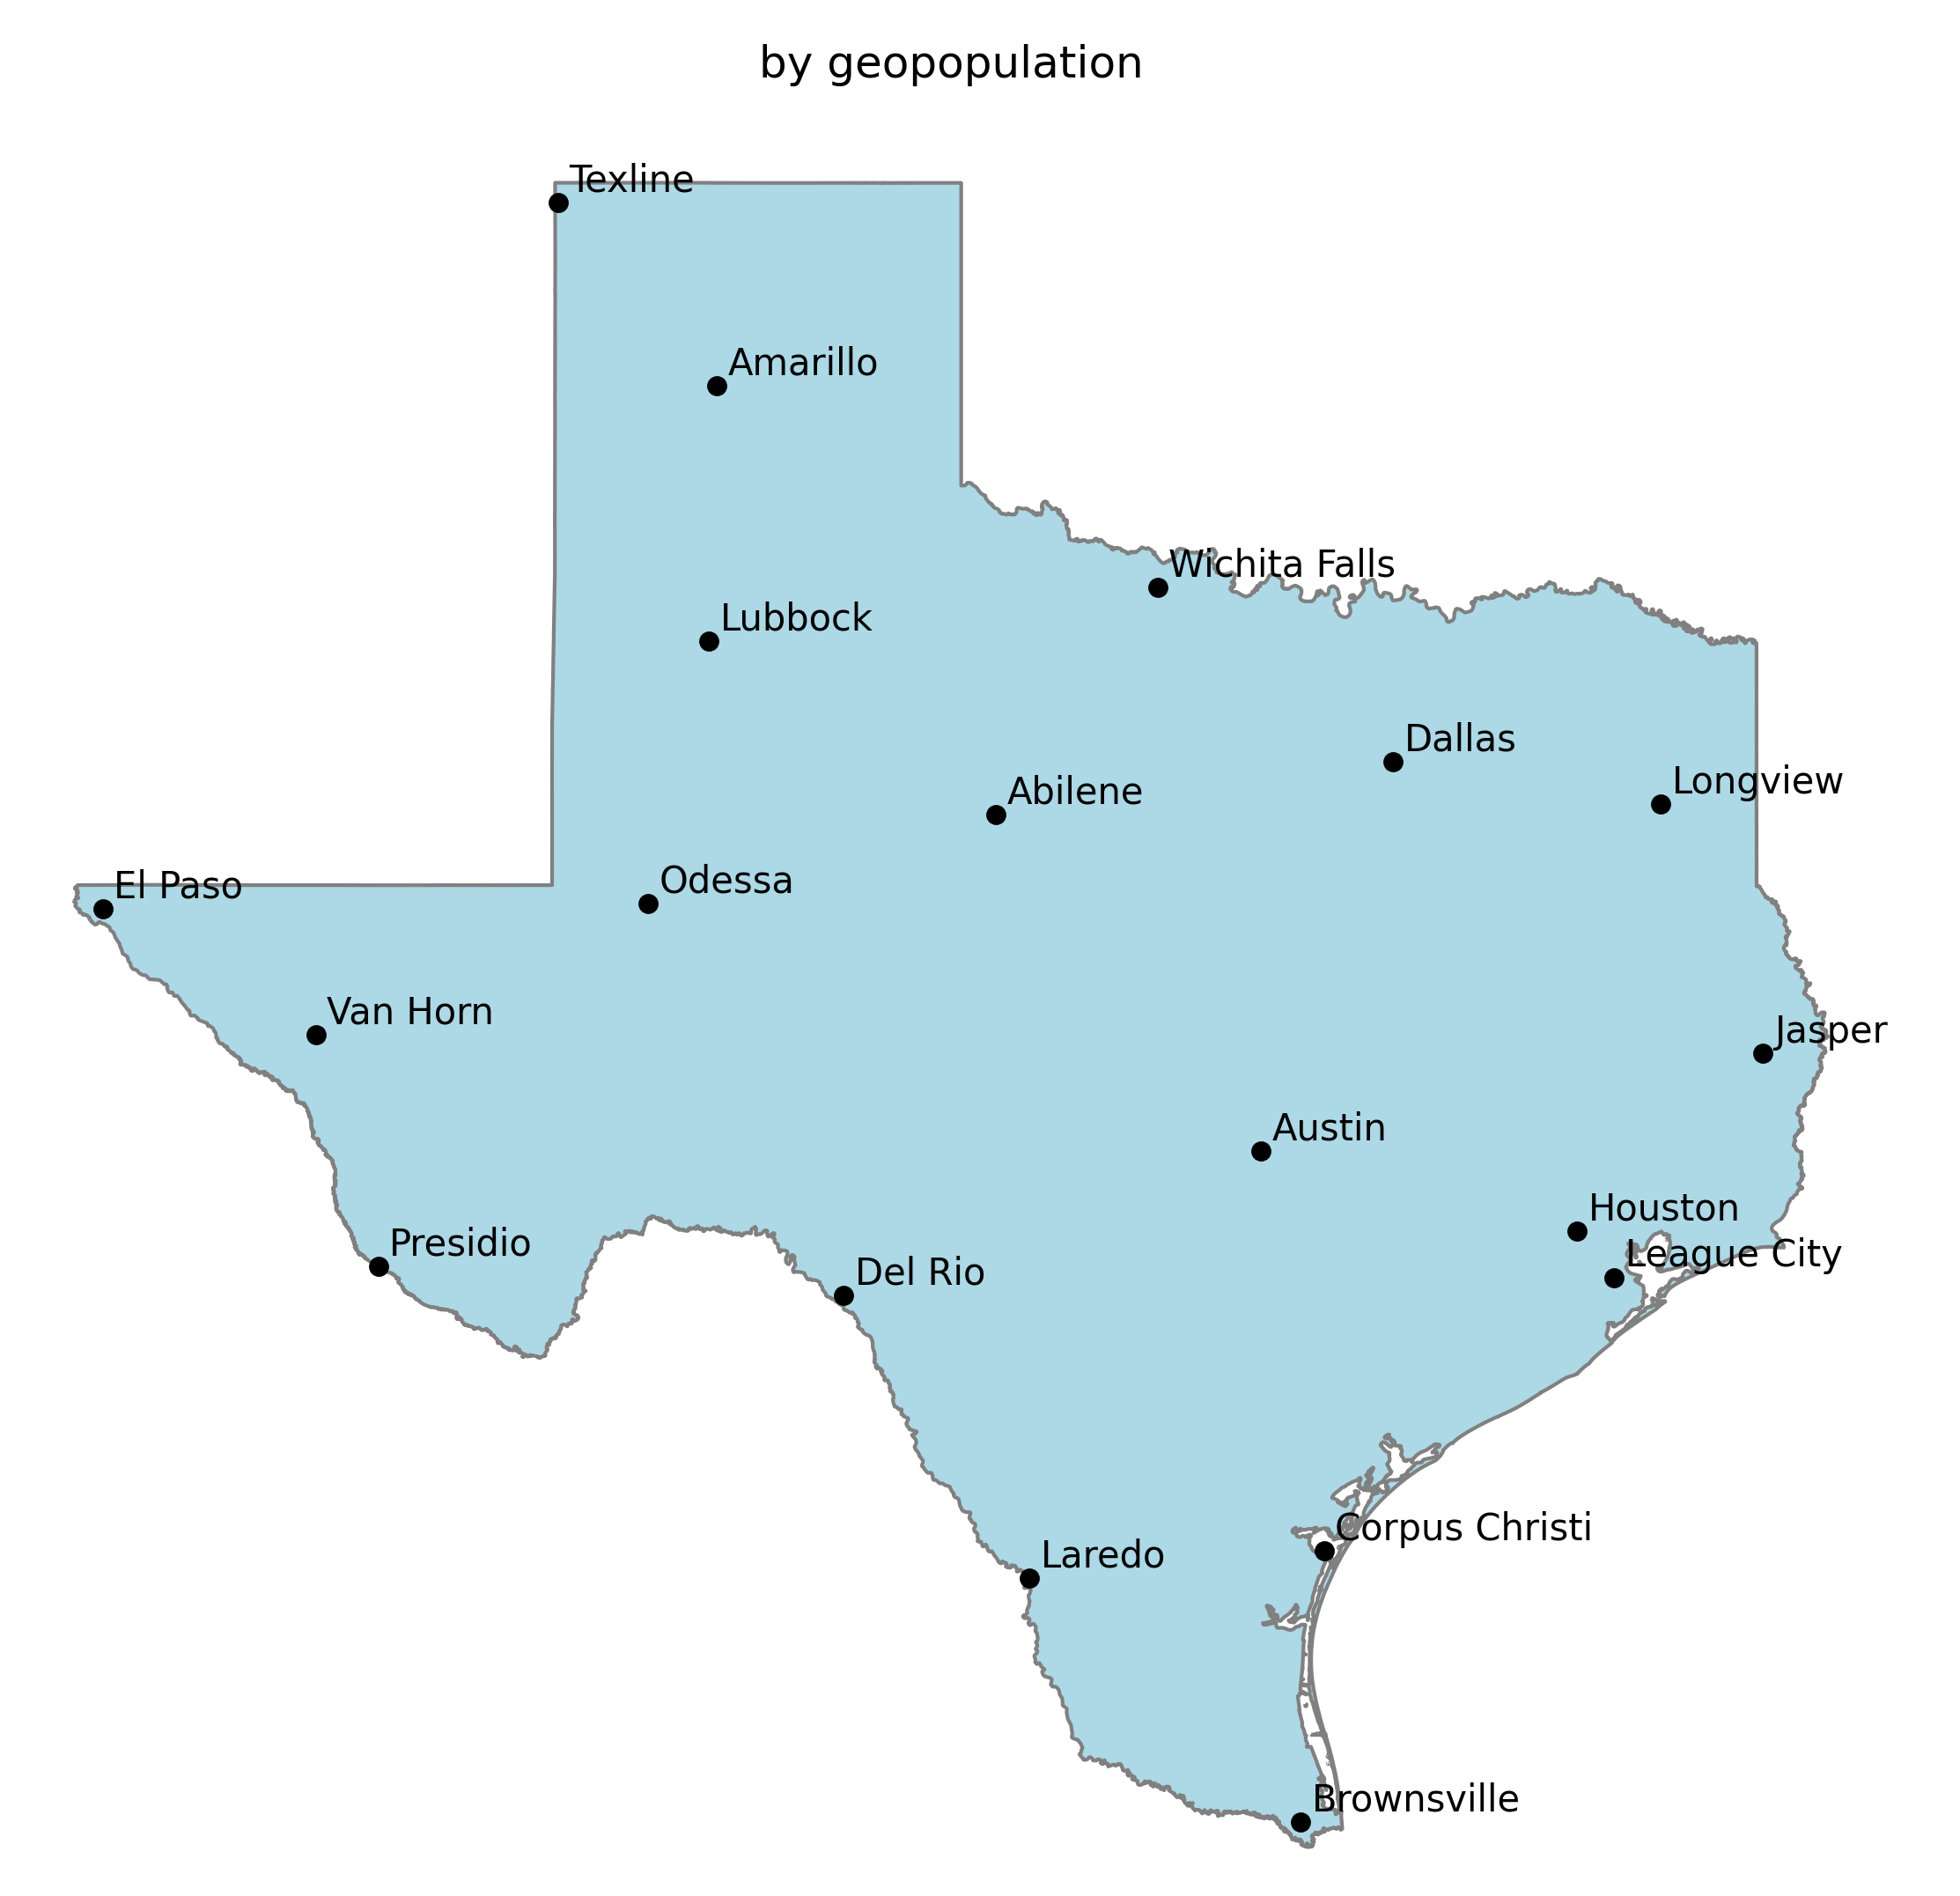 by geopopulation
Texline
Amarillo
Wichita Falls
Lubbock
Dallas
Longview
Abilene
Odessa
El Paso
Van Horn
Jasper
Austin
Houston
Presidio
League City
Del Rio
Corpus Christi
Laredo
Brownsville